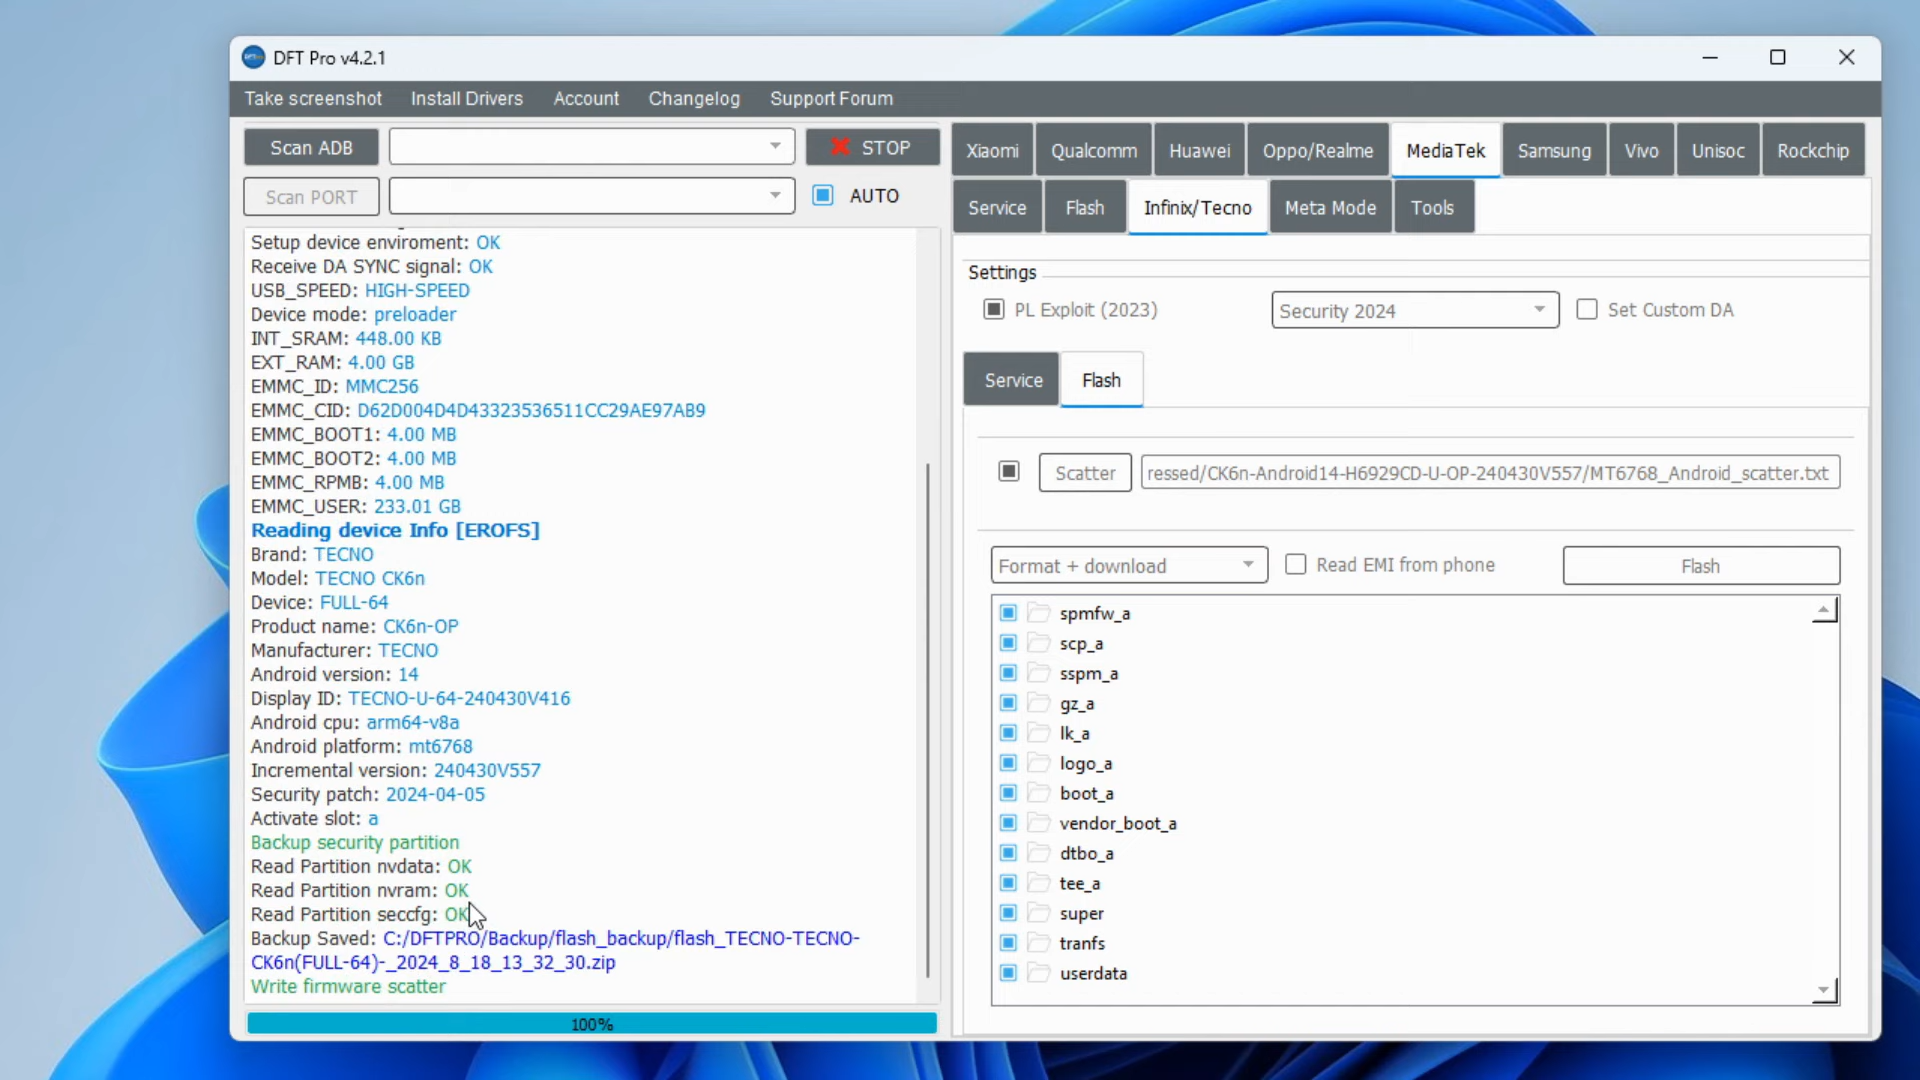 DFT Pro v4.2.1
Take screenshot Install Drivers Account Changelog Support Forum
Scan ADB STOP
Scan PORT AUTO
Setup device enviroment: OK
Receive DA SYNC signal: OK
USB_SPEED: HIGH-SPEED
Device mode: preloader
INT_SRAM: 448.00 KB
EXT_RAM: 4.00 GB
EMMC_ID: MMC256
EMMC_CID: D62D004D4D43323536511CC29AE97AB9
EMMC_BOOT1: 4.00 MB
EMMC_BOOT2: 4.00 MB
EMMC_RPMB: 4.00 MB
EMMC_USER: 233.01 GB
Reading device Info [EROFS]
Brand: TECNO
Model: TECNO CK6n
Device: FULL-64
Product name: CK6n-OP
Manufacturer: TECNO
Android version: 14
Display ID: TECNO-U-64-240430V416
Android cpu: arm64-v8a
Android platform: mt6768
Incremental version: 240430V557
Security patch: 2024-04-05
Activate slot: a
Backup security partition
Read Partition nvdata: OK
Read Partition nvram: OK
Read Partition seccfg: OK
Backup Saved: C:/DFTPRO/Backup/flash_backup/flash_TECNO-TECNO-
CK6n(FULL-64)-_2024_8_18_13_32_30.zip
Write firmware scatter
100%
Xiaomi Qualcomm Huawei Oppo/Realme MediaTek Samsung Vivo Unisoc Rockchip
Service Flash Infinix/Tecno Meta Mode Tools
Settings
PL Exploit (2023) Security 2024 Set Custom DA
Service Flash
Scatter ressed/CK6n-Android14-H6929CD-U-OP-240430V557/MT6768_Android_scatter.txt
Format + download Read EMI from phone Flash
spmfw_a
scp_a
sspm_a
gz_a
lk_a
logo_a
boot_a
vendor_boot_a
dtbo_a
tee_a
super
tranfs
userdata